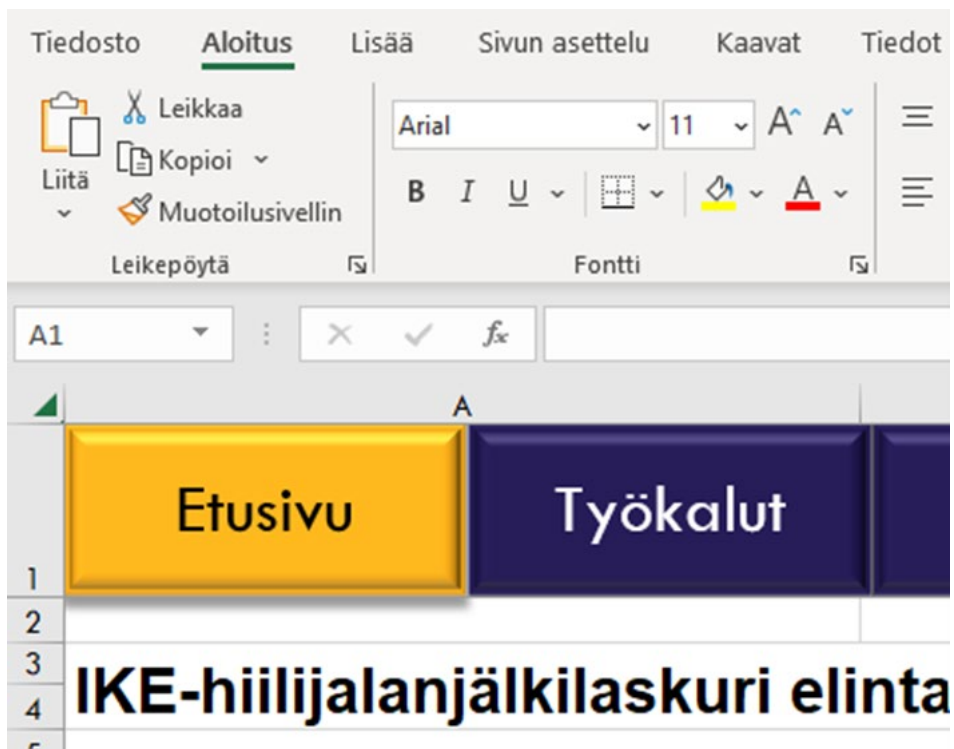 Tiedosto Aloitus Lisää Sivun asettelu Kaavat Tiedot
Leikkaa
Kopioi
Liitä
Muotoilusivellin
Leikepöytä
Arial 11 A A
B I U A
Fontti
A1 fx
A
Etusivu Työkalut
1
2
3
IKE-hiilijalanjälkilaskuri elinta
4